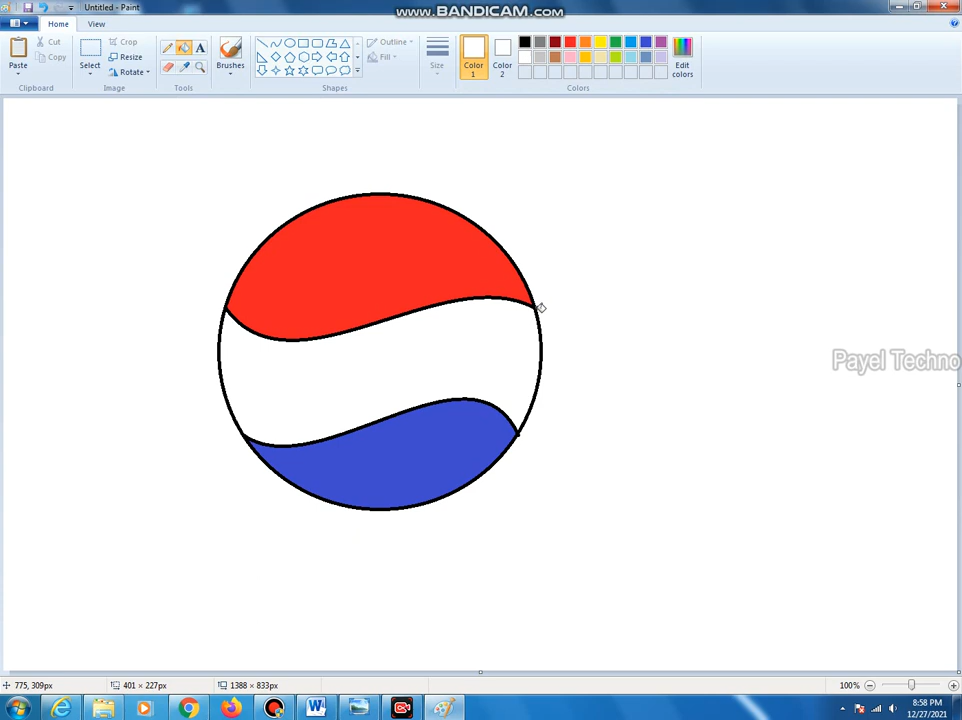 www.BANDICAM.com
Untitled - Paint
Home View
Paste
Cut
Copy
Clipboard
Select
Crop
Resize
Rotate
Image
A
Tools
Brushes
Outline
Fill
Shapes
Size
Color 1
Color 2
Edit colors
Colors
Payel Techno
775, 309px
401 × 227px
1388 × 833px
100%
8:58 PM
12/27/2021